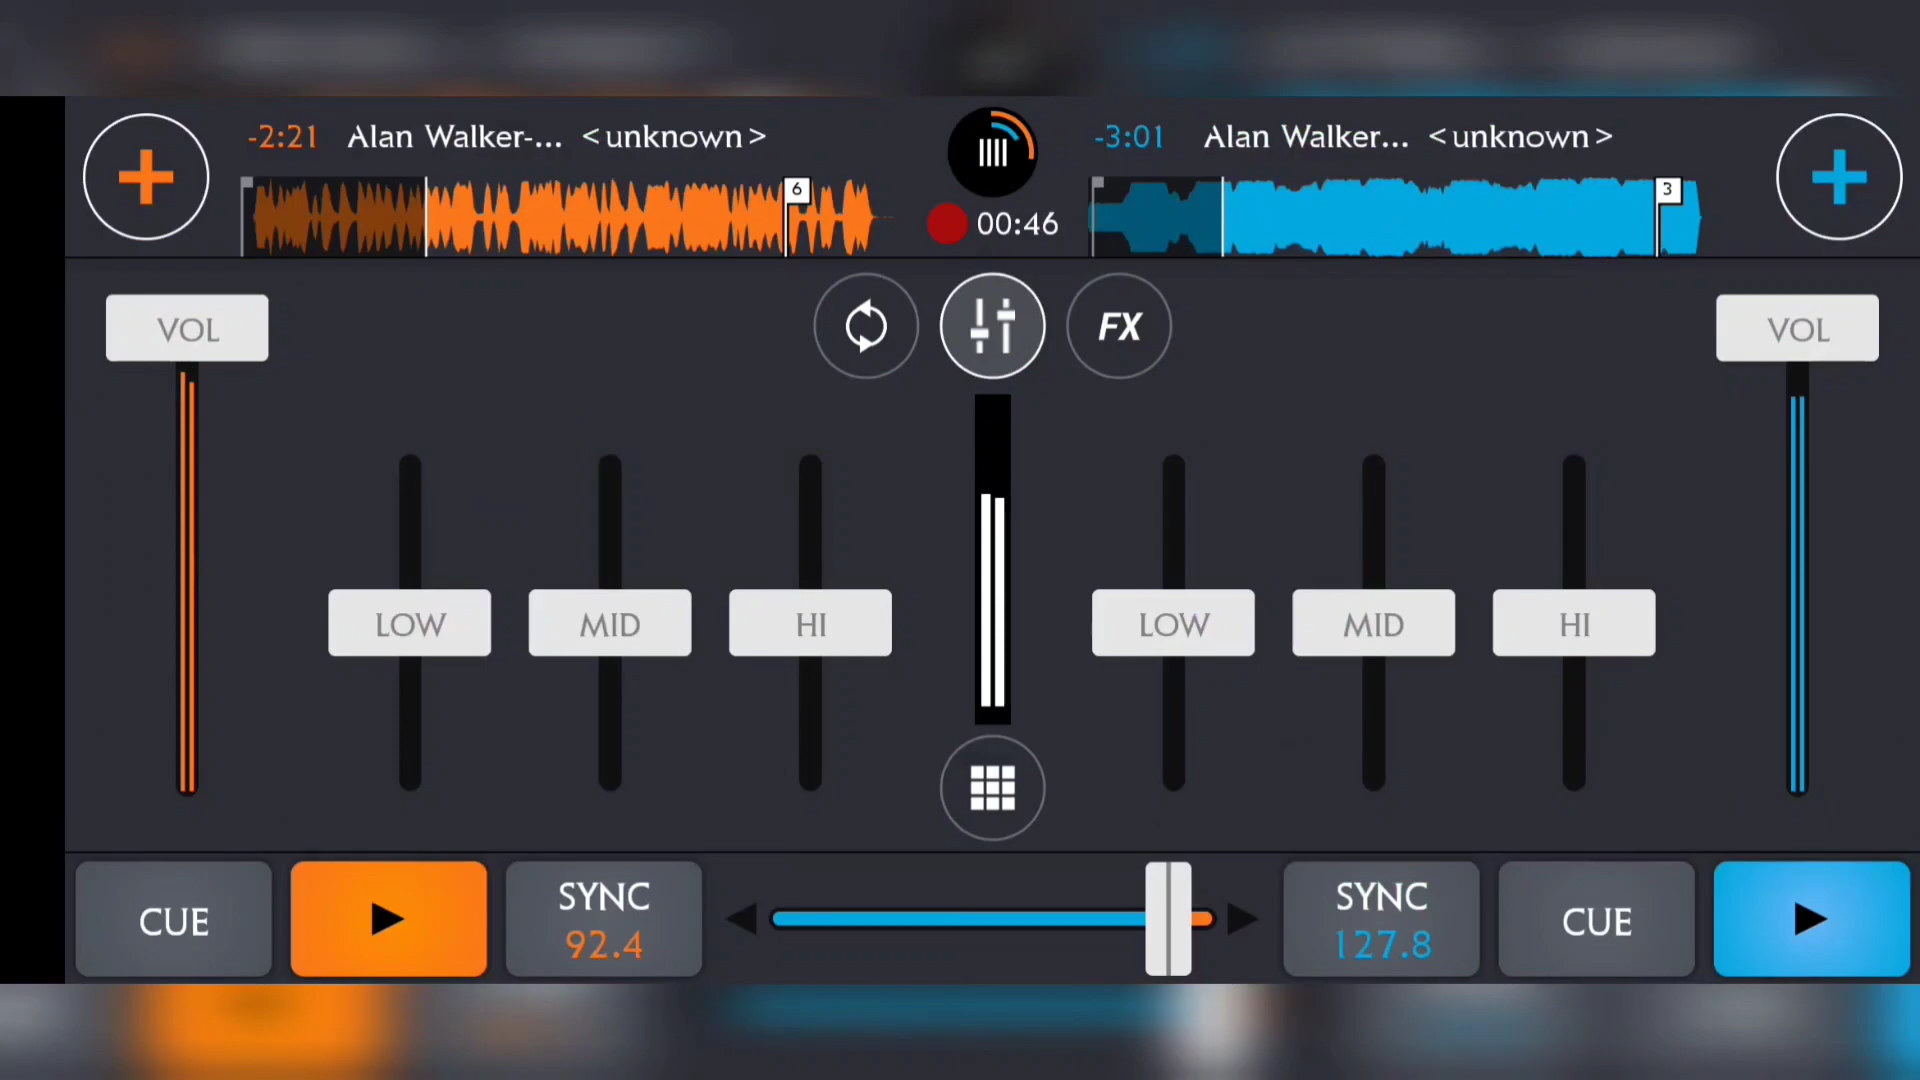 -2:21 Alan Walker-... <unknown>
-3:01 Alan Walker... <unknown>
6
3
00:46
VOL
FX
VOL
LOW MID HI
LOW MID HI
CUE
SYNC
92.4
SYNC
127.8
CUE